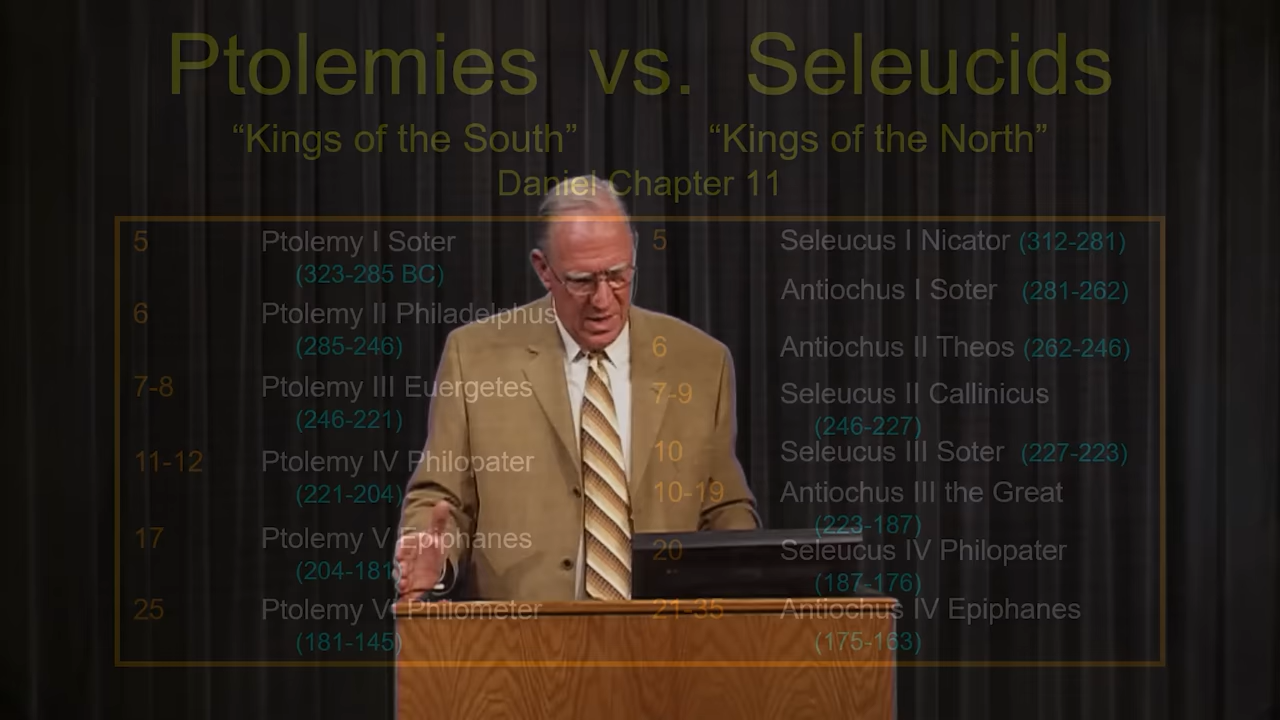 Ptolemies vs. Seleucids
“Kings of the South” “Kings of the North”
Daniel Chapter 11
5 Ptolemy I Soter
(323-285 BC)
6 Ptolemy II Philadelphus
(285-246)
7-8 Ptolemy III Euergetes
(246-221)
11-12 Ptolemy IV Philopater
(221-204)
17 Ptolemy V Epiphanes
(204-181)
25 Ptolemy VI Philometer
(181-145)
5 Seleucus I Nicator (312-281)
Antiochus I Soter (281-262)
6 Antiochus II Theos (262-246)
7-9 Seleucus II Callinicus
(246-227)
10 Seleucus III Soter (227-223)
10-19 Antiochus III the Great
(223-187)
20 Seleucus IV Philopater
(187-176)
21-35 Antiochus IV Epiphanes
(175-163)